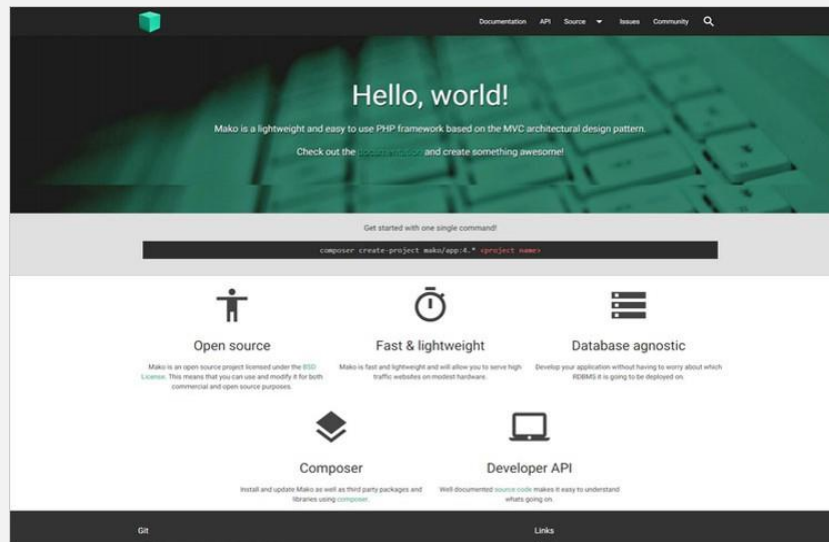 Documentation API Source Issues Community
Hello, world!
Mako is a lightweight and easy to use PHP framework based on the MVC architectural design pattern.
Check out the documentation and create something awesome!
Get started with one single command!
composer create-project mako/app:4.* <project name>
Open source
Mako is an open source project licensed under the BSD
License. This means that you can use and modify it for both
commercial and open source purposes.
Fast & lightweight
Mako is fast and lightweight and will allow you to serve high
traffic websites on modest hardware.
Database agnostic
Develop your application without having to worry about which
RDBMS it is going to be deployed on.
Composer
Install and update Mako as well as third party packages and
libraries using composer.
Developer API
Well documented source code makes it easy to understand
whats going on.
Git
Links